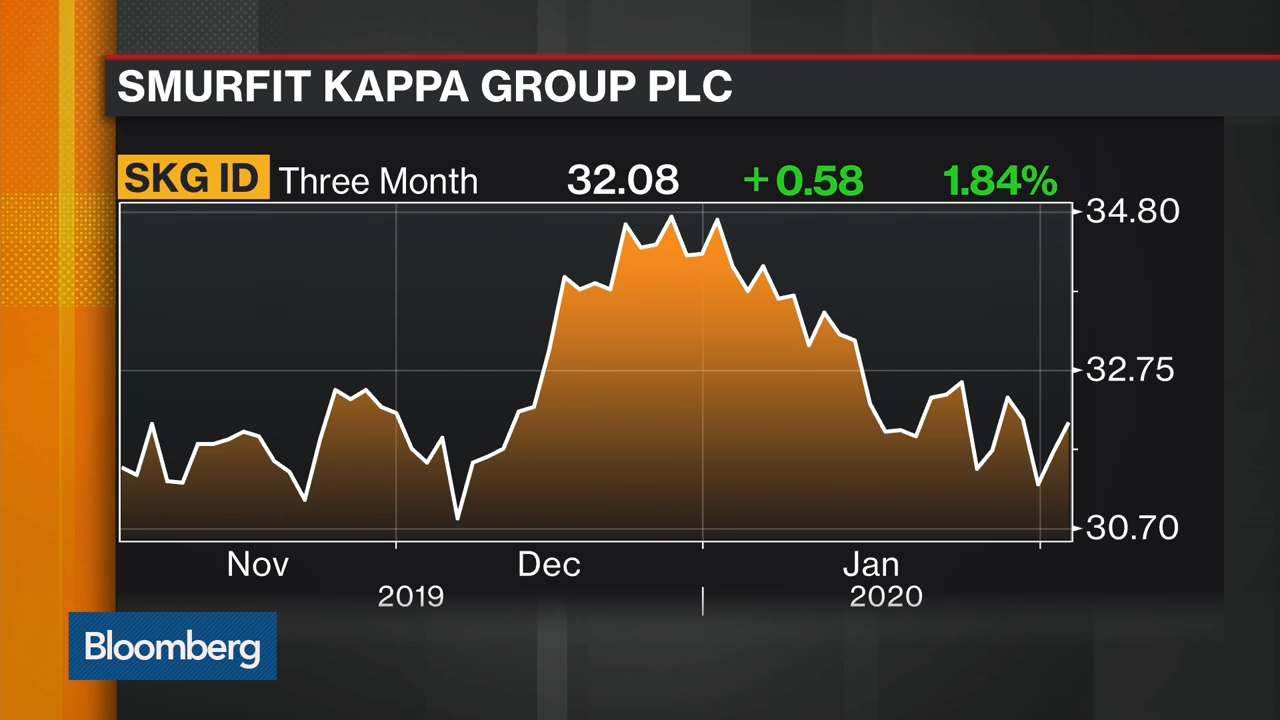 SMURFIT KAPPA GROUP PLC
SKG ID Three Month 32.08 +0.58 1.84%
34.80
32.75
30.70
Nov Dec Jan
2019 2020
Bloomberg